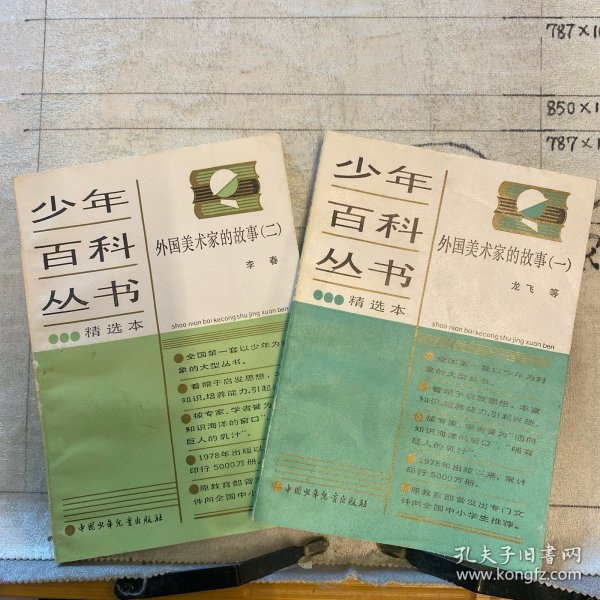 787×1
850×1
787×1
少年
百科
丛书
精选本
外国美术家的故事(二)
李春
shao nian bai ke cong shu jing xuan ben
全国第一套以少年为对
象的大型丛书。
着眼于启发思想，
知识，培养能力，引起
被专家、学者誉为
知识海洋的窗口”“
巨人的乳汁”。
1978年出版以
印行5000万册
原教育部曾
件向全国中小
中国少年儿童出版社
少年
百科
丛书
精选本
外国美术家的故事(一)
龙飞 等
shao nian bai ke cong shu jing xuan ben
全国第一套以少年为对
象的大型丛书。
着眼于启发思想，丰富
知识，培养能力，引起兴趣。
被专家、学者誉为“通向
知识海洋的窗口”“哺育
巨人的乳汁”。
1978年出版以来，累计
印行5000万册。
原教育部曾发出专门文
件向全国中小学生推荐。
中国少年儿童出版社
孔夫子旧书网
www.kongfz.com